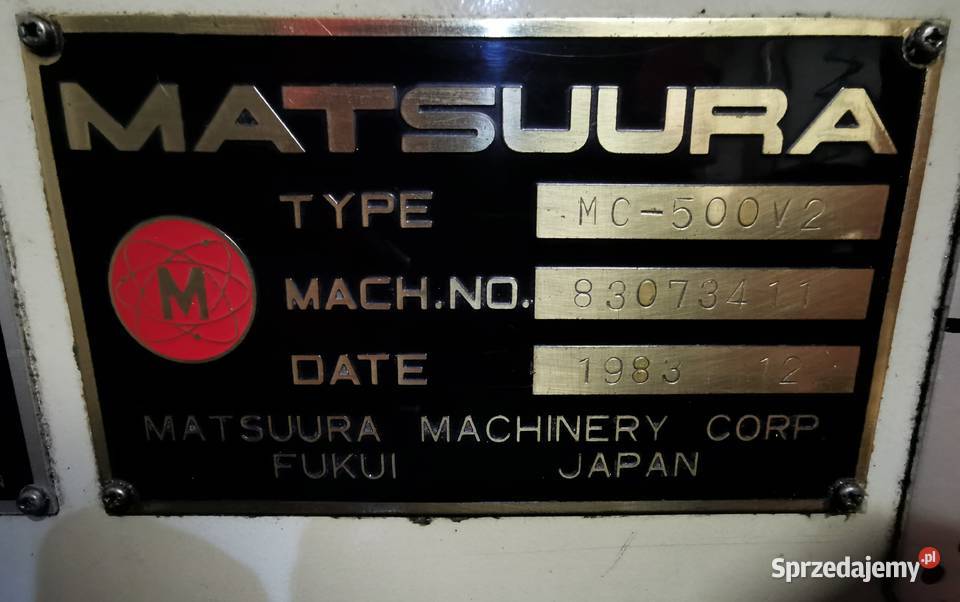 MATSUURA
TYPE MC-500V2
M
MACH.NO. 83073411
DATE 1983 12
MATSUURA MACHINERY CORP
FUKUI JAPAN
Sprzedajemy.pl